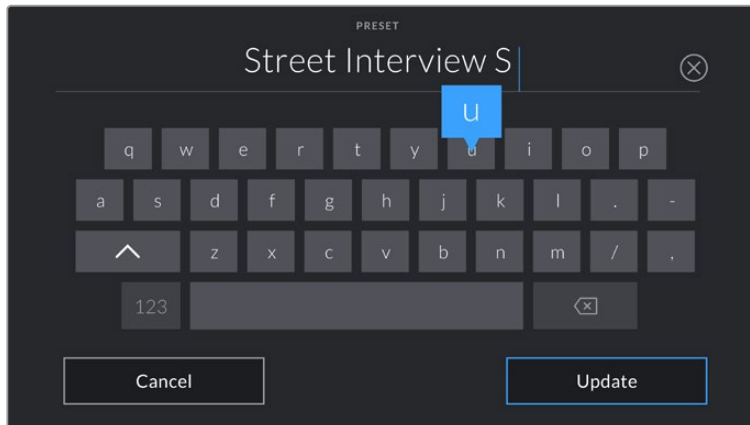 PRESET
Street Interview S
u
q w e r t y u i o p
a s d f g h j k l . -
z x c v b n m / ,
123
Cancel Update